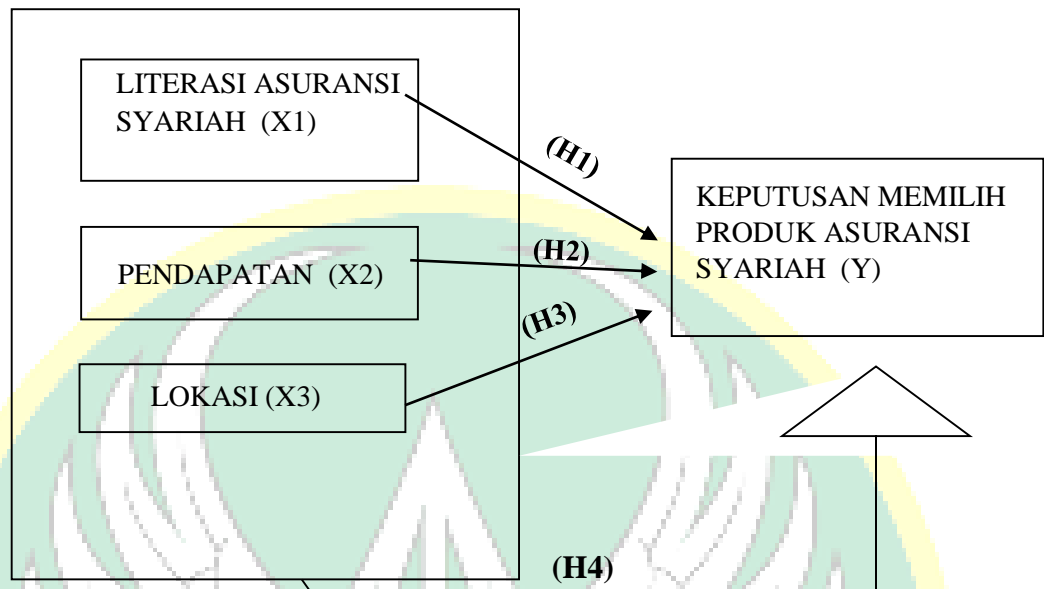 LITERASI ASURANSI
SYARIAH (X1)
(H1)
KEPUTUSAN MEMILIH
PRODUK ASURANSI
SYARIAH (Y)
PENDAPATAN (X2)
(H2)
(H3)
LOKASI (X3)
(H4)